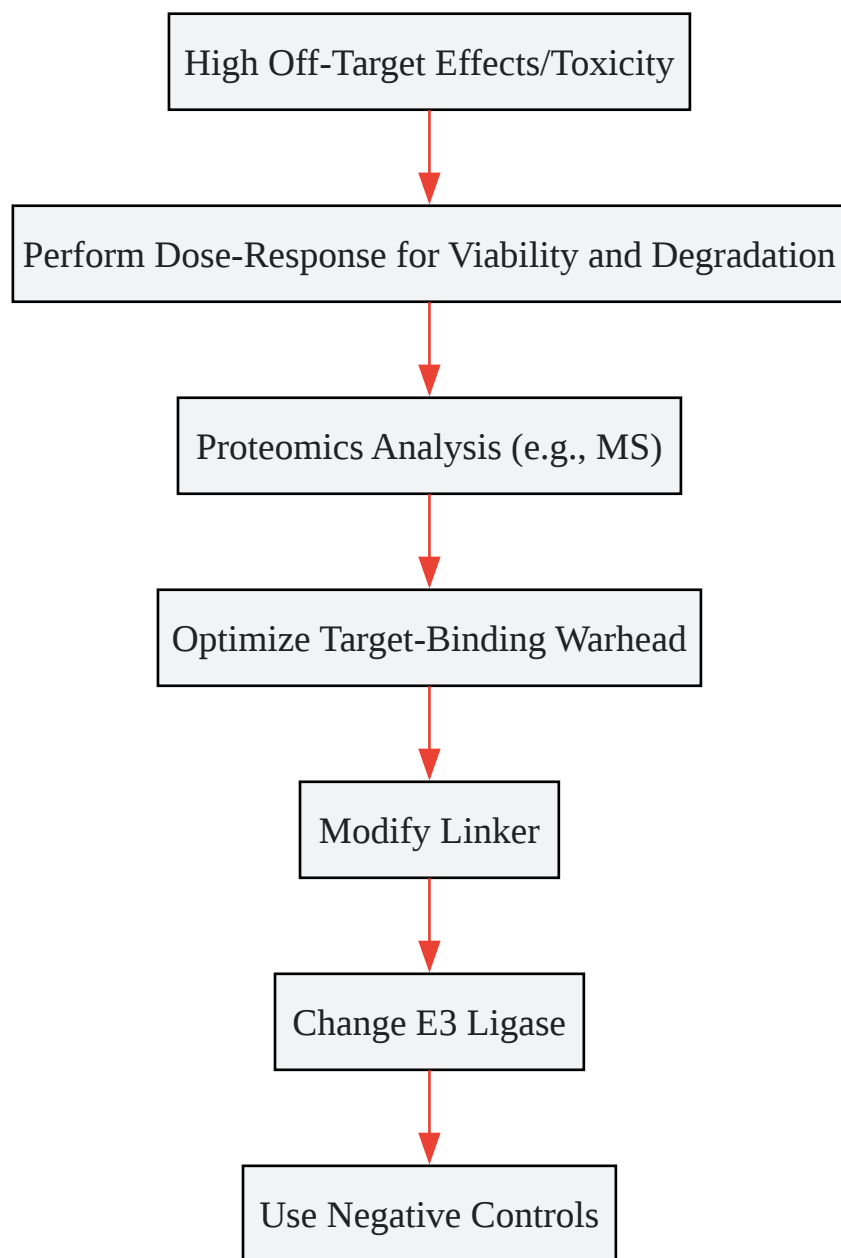 High Off-Target Effects/Toxicity
Perform Dose-Response for Viability and Degradation
Proteomics Analysis (e.g., MS)
Optimize Target-Binding Warhead
Modify Linker
Change E3 Ligase
Use Negative Controls